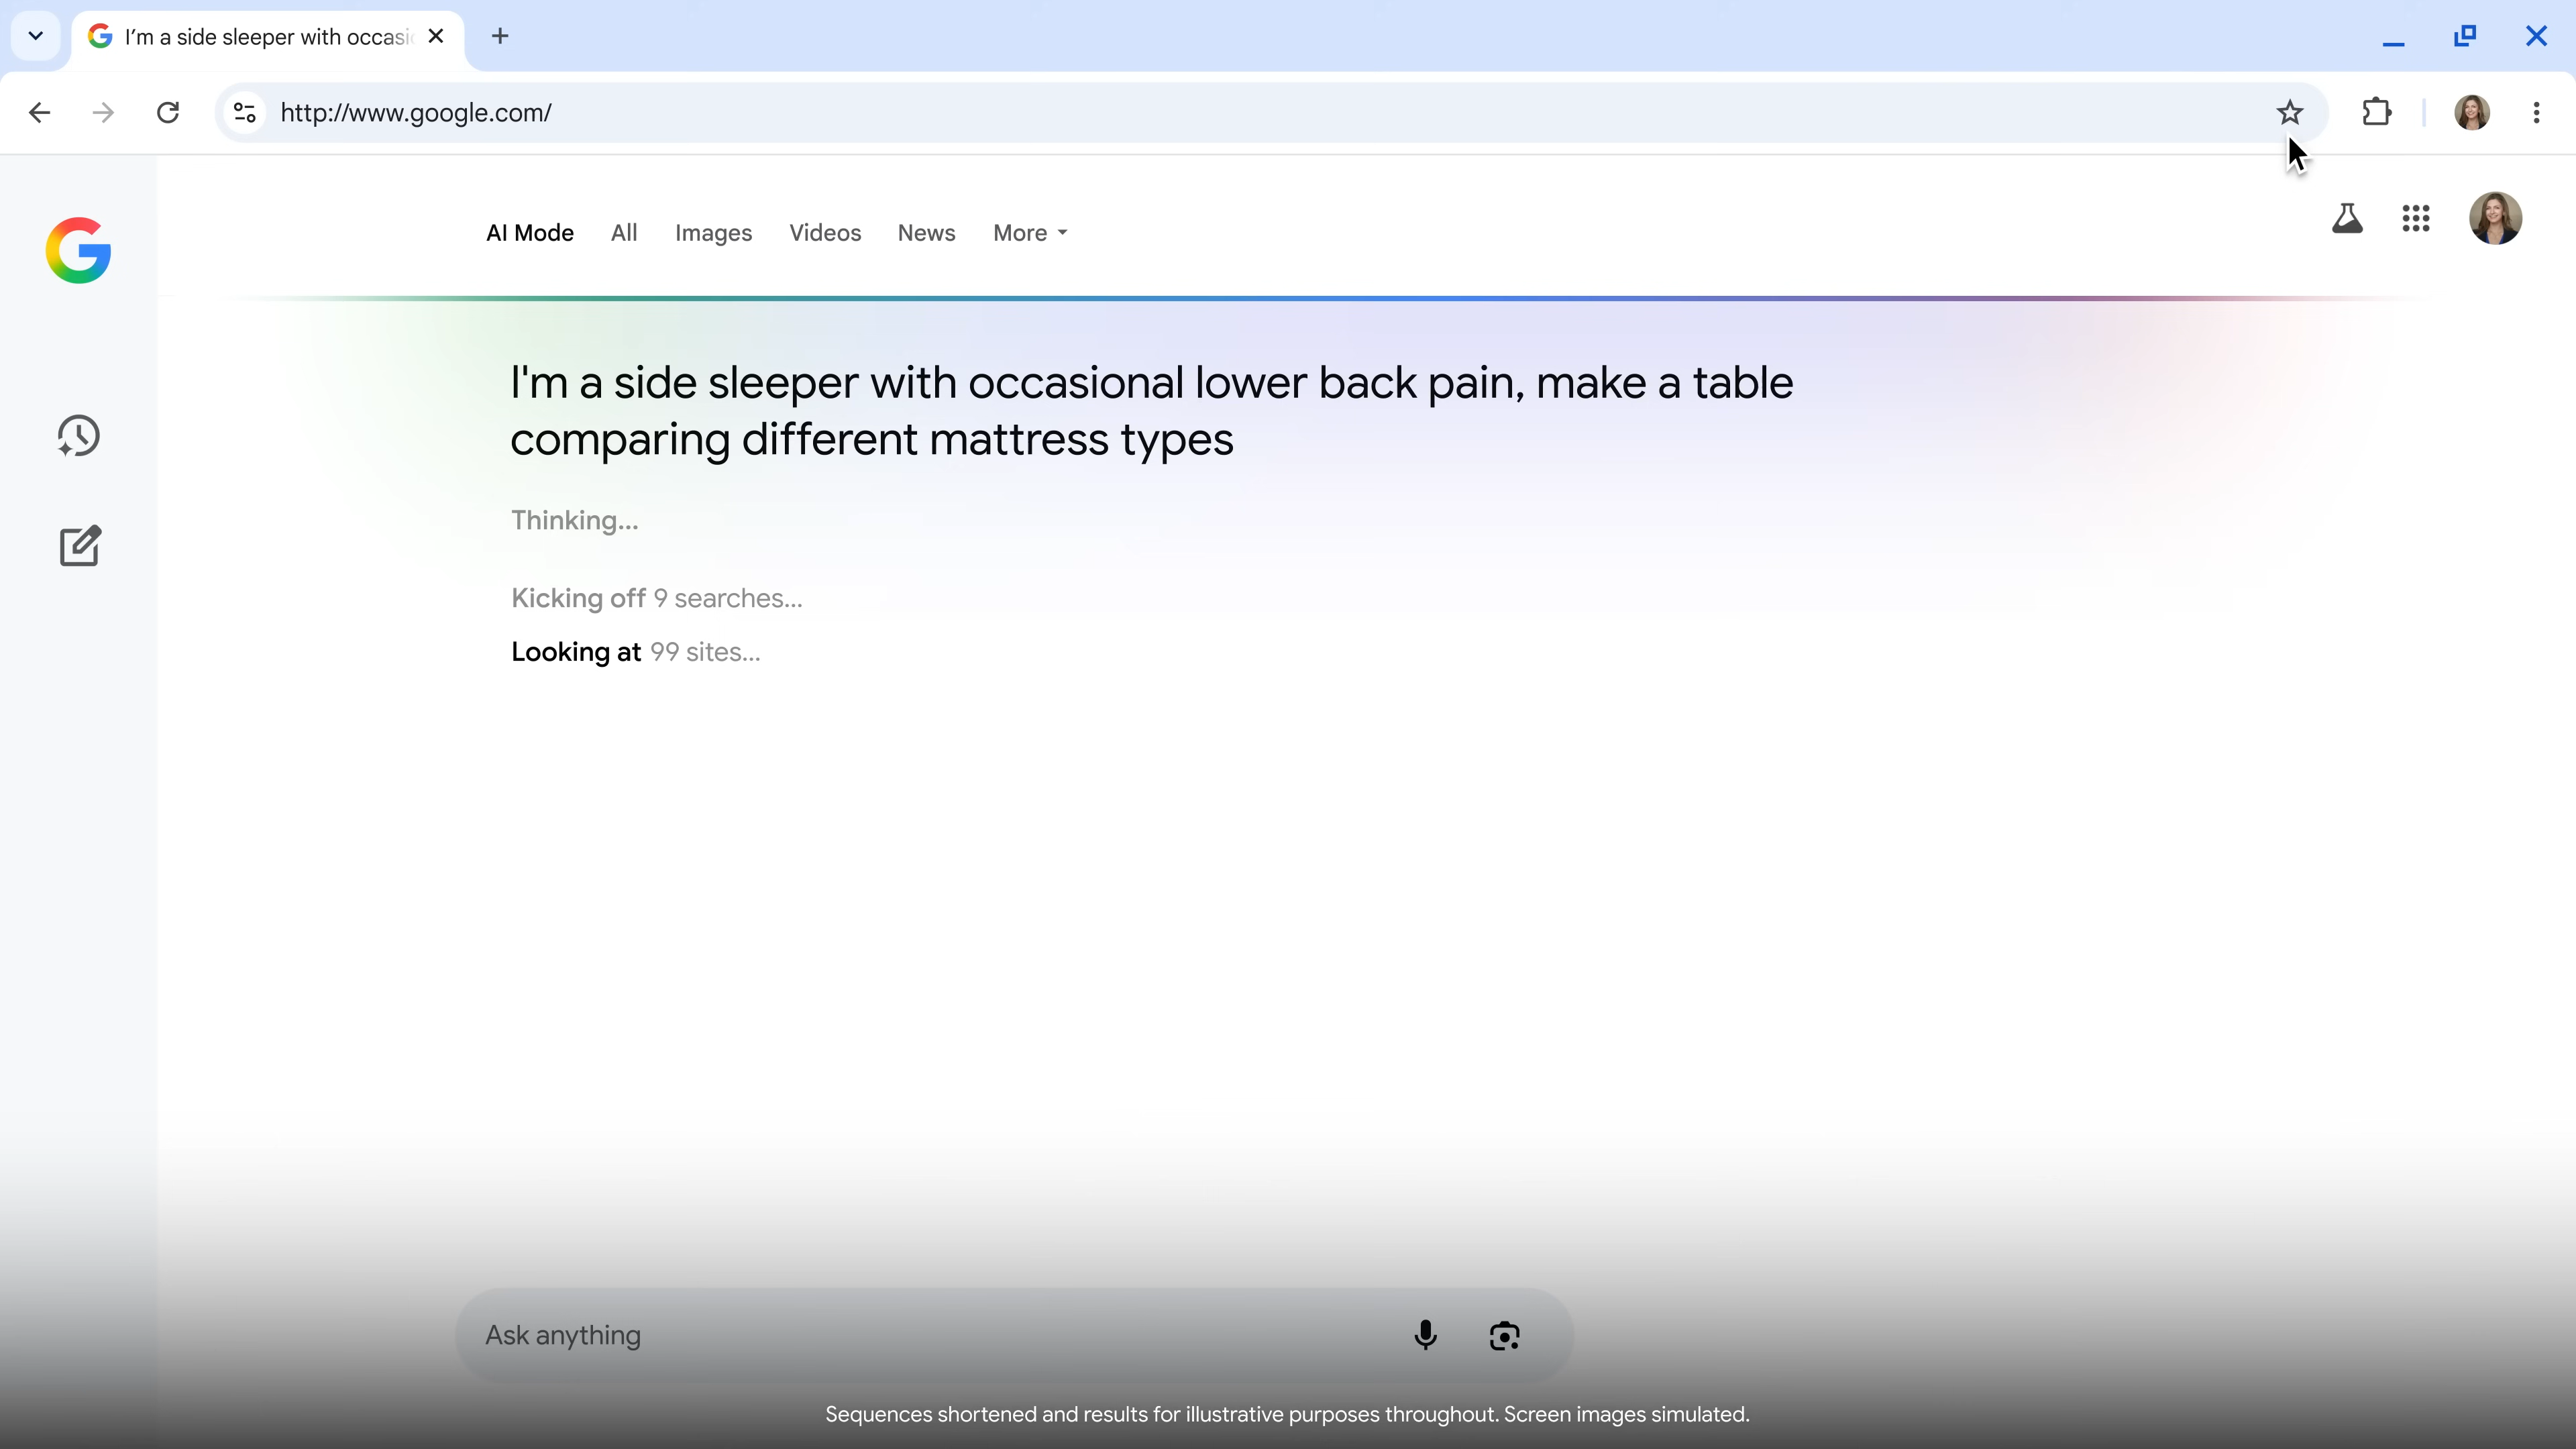 I'm a side sleeper with occasi
http://www.google.com/
AI Mode All Images Videos News More
I'm a side sleeper with occasional lower back pain, make a table
comparing different mattress types
Thinking...
Kicking off 9 searches...
Looking at 99 sites...
Ask anything
Sequences shortened and results for illustrative purposes throughout. Screen images simulated.